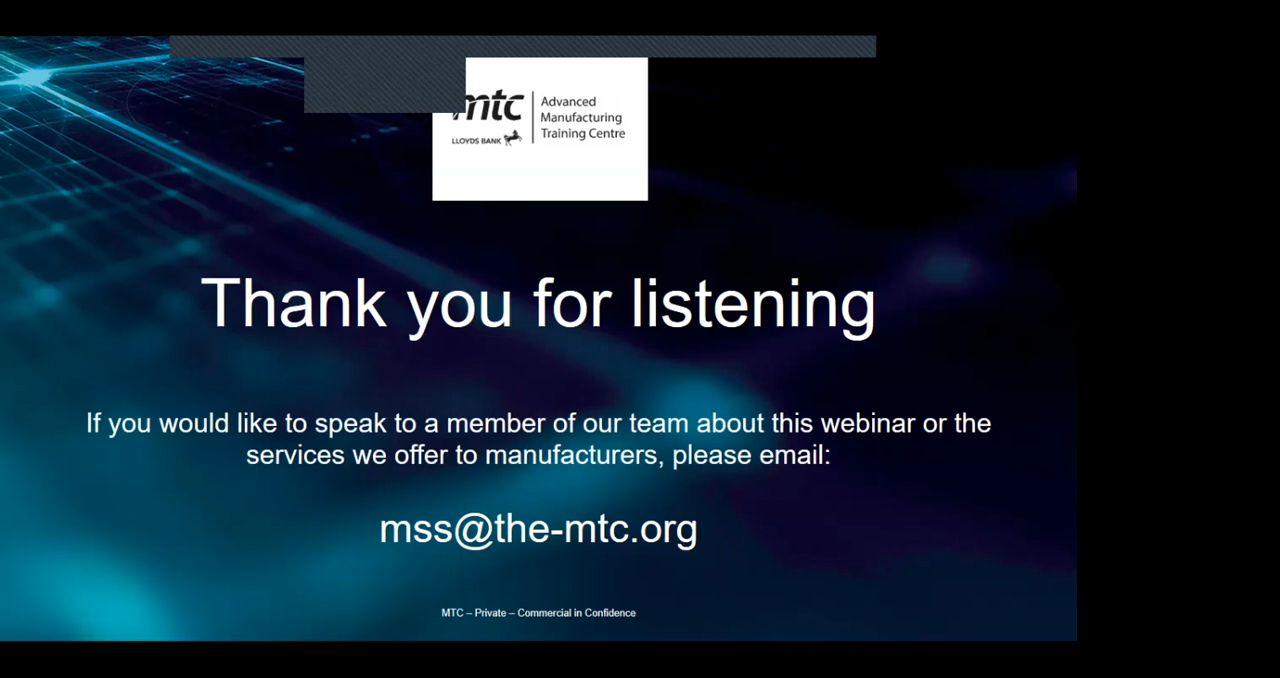 mtc
LLOYDS BANK
Advanced
Manufacturing
Training Centre
Thank you for listening
If you would like to speak to a member of our team about this webinar or the
services we offer to manufacturers, please email:
mss@the-mtc.org
MTC – Private – Commercial in Confidence